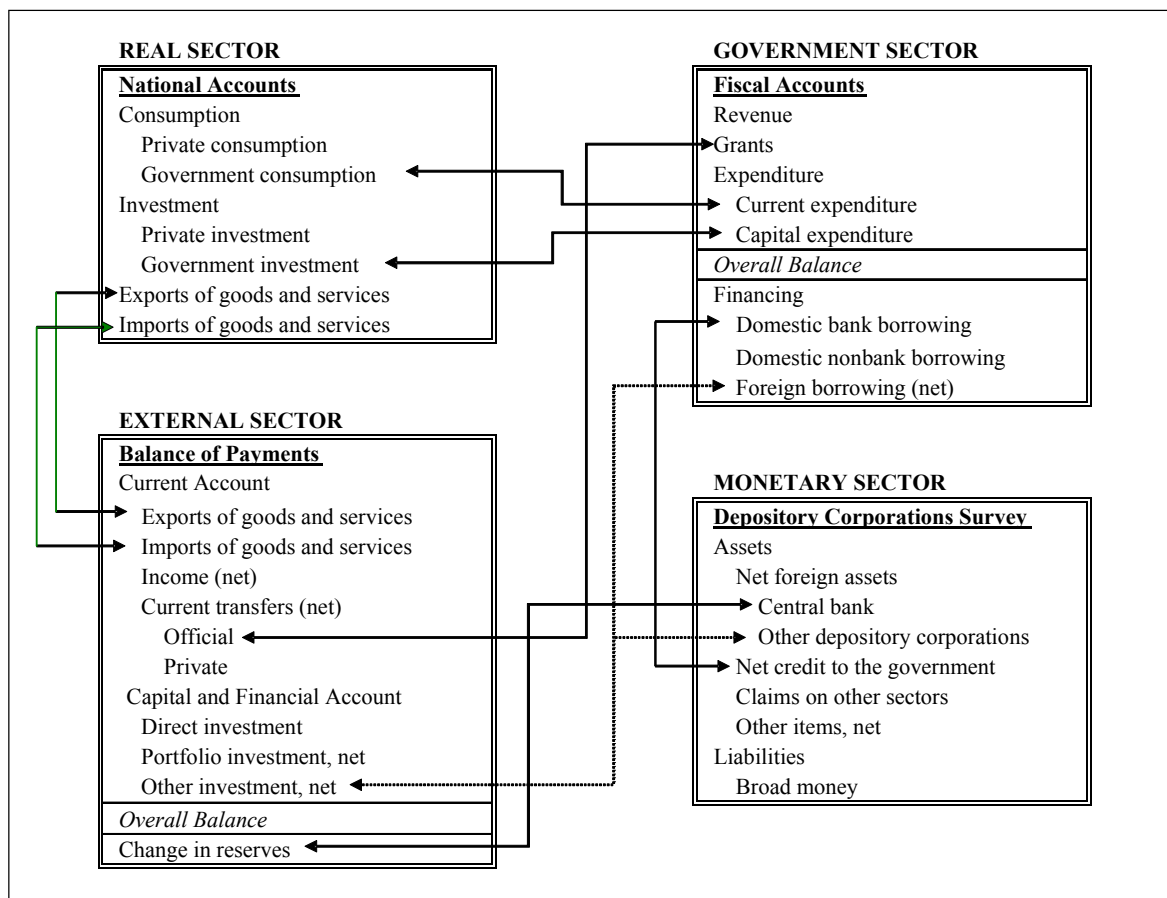 REAL SECTOR
National Accounts
Consumption
Private consumption
Government consumption
Investment
Private investment
Government investment
Exports of goods and services
Imports of goods and services
GOVERNMENT SECTOR
Fiscal Accounts
Revenue
Grants
Expenditure
Current expenditure
Capital expenditure
Overall Balance
Financing
Domestic bank borrowing
Domestic nonbank borrowing
Foreign borrowing (net)
EXTERNAL SECTOR
Balance of Payments
Current Account
Exports of goods and services
Imports of goods and services
Income (net)
Current transfers (net)
Official
Private
Capital and Financial Account
Direct investment
Portfolio investment, net
Other investment, net
Overall Balance
Change in reserves
MONETARY SECTOR
Depository Corporations Survey
Assets
Net foreign assets
Central bank
Other depository corporations
Net credit to the government
Claims on other sectors
Other items, net
Liabilities
Broad money